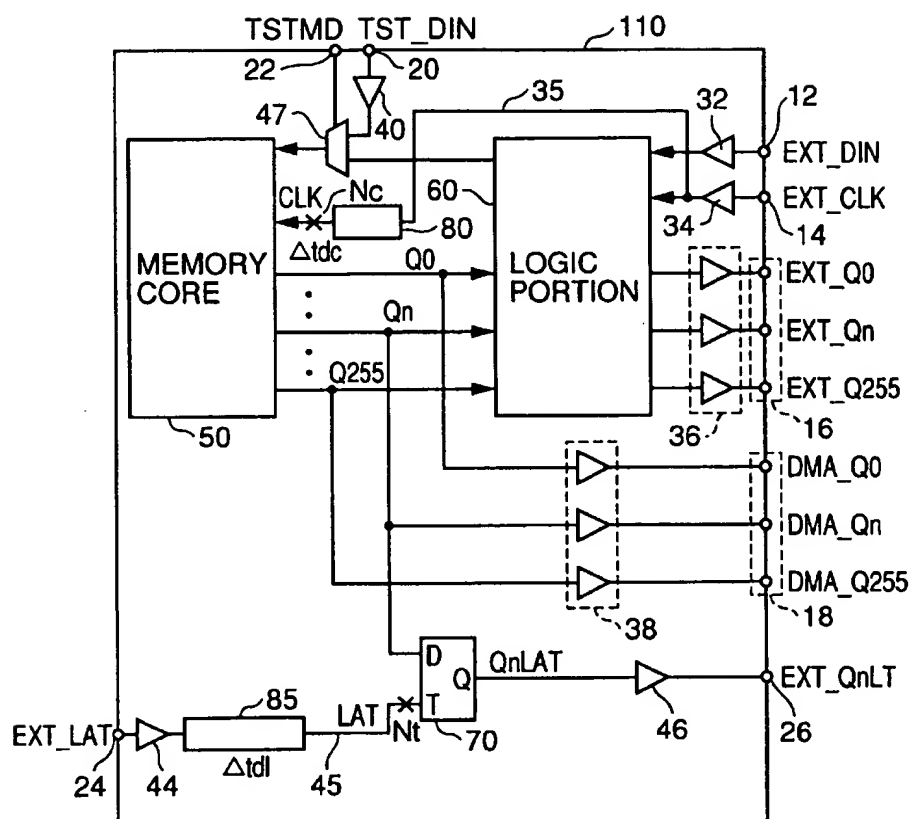 TSTMD TST_DIN 110
22 20
47 40 35 32 12
EXT_DIN
60
CLK Nc
EXT_CLK
80 34 14
Δtdc
MEMORY CORE
LOGIC PORTION
Q0
EXT_Q0
Qn
EXT_Qn
Q255
EXT_Q255
50 36 16
DMA_Q0
DMA_Qn
DMA_Q255
38 18
D
Q
T
QnLAT
EXT_QnLT
85 LAT Nt 70 46 26
EXT_LAT
24 44 Δtdl 45